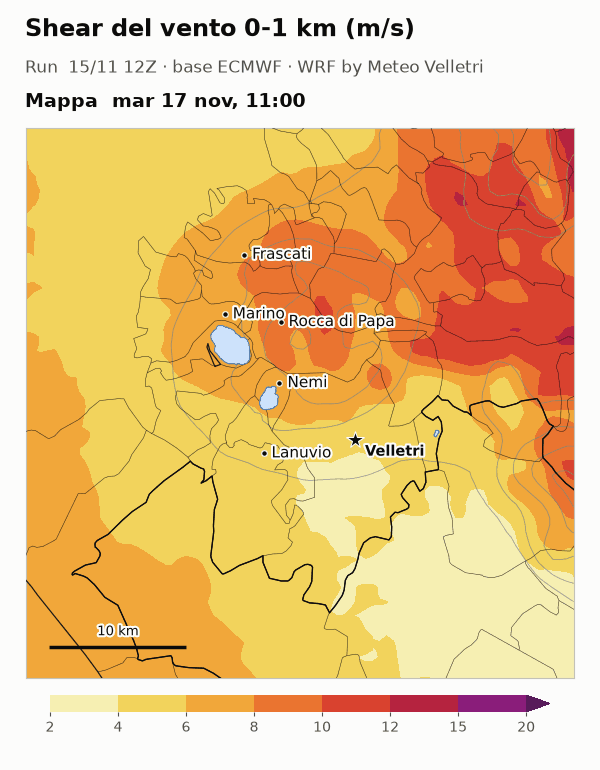 Shear del vento 0-1 km (m/s)
Run  15/11 12Z · base ECMWF · WRF by Meteo Velletri
Mappa  mar 17 nov, 11:00
Frascati
Marino
Rocca di Papa
Nemi
Velletri
Lanuvio
10 km
2 4 6 8 10 12 15 20